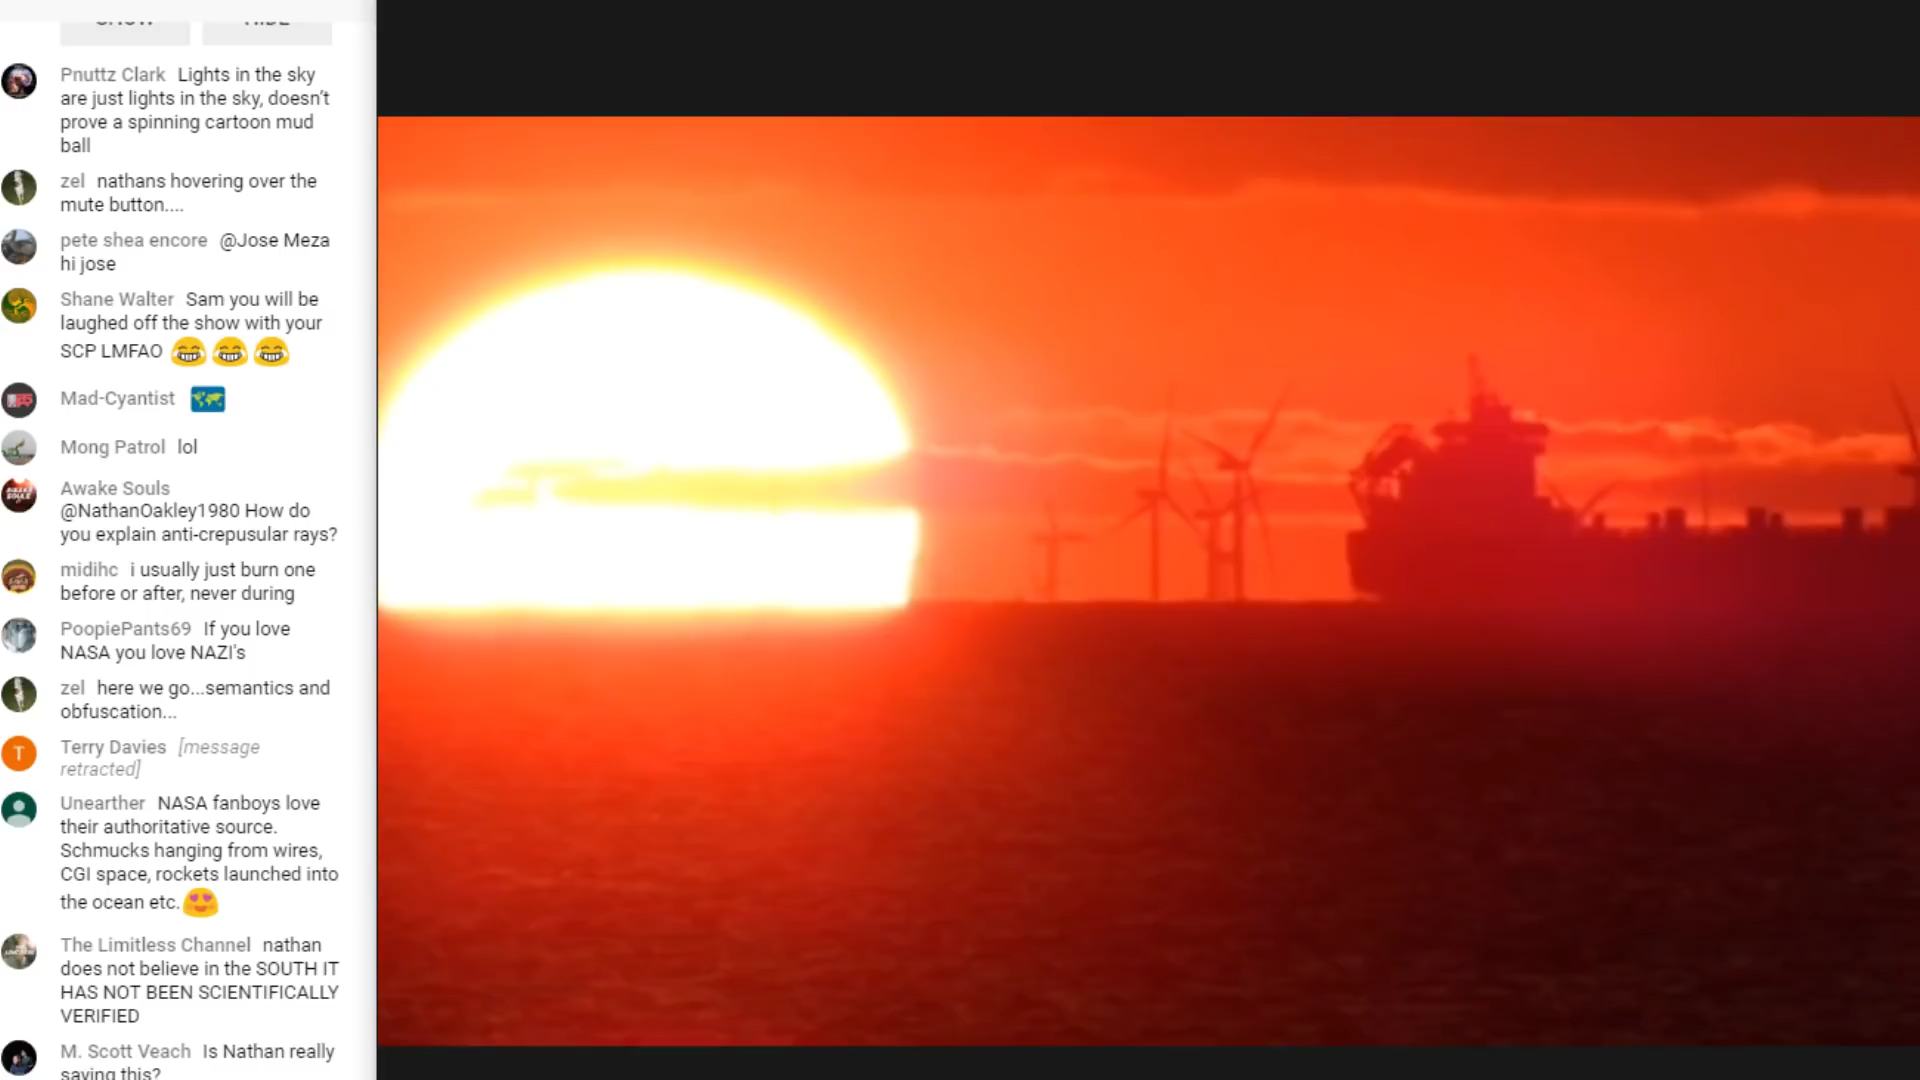 SHOW HIDE
Pnuttz Clark Lights in the sky
are just lights in the sky, doesn't
prove a spinning cartoon mud
ball
zel nathans hovering over the
mute button....
pete shea encore @Jose Meza
hi jose
Shane Walter Sam you will be
laughed off the show with your
SCP LMFAO
Mad-Cyantist
Mong Patrol lol
Awake Souls
@NathanOakley1980 How do
you explain anti-crepusular rays?
midihc i usually just burn one
before or after, never during
PoopiePants69 If you love
NASA you love NAZI's
zel here we go...semantics and
obfuscation...
T
Terry Davies [message
retracted]
Unearther NASA fanboys love
their authoritative source.
Schmucks hanging from wires,
CGI space, rockets launched into
the ocean etc.
The Limitless Channel nathan
does not believe in the SOUTH IT
HAS NOT BEEN SCIENTIFICALLY
VERIFIED
M. Scott Veach Is Nathan really
saying this?